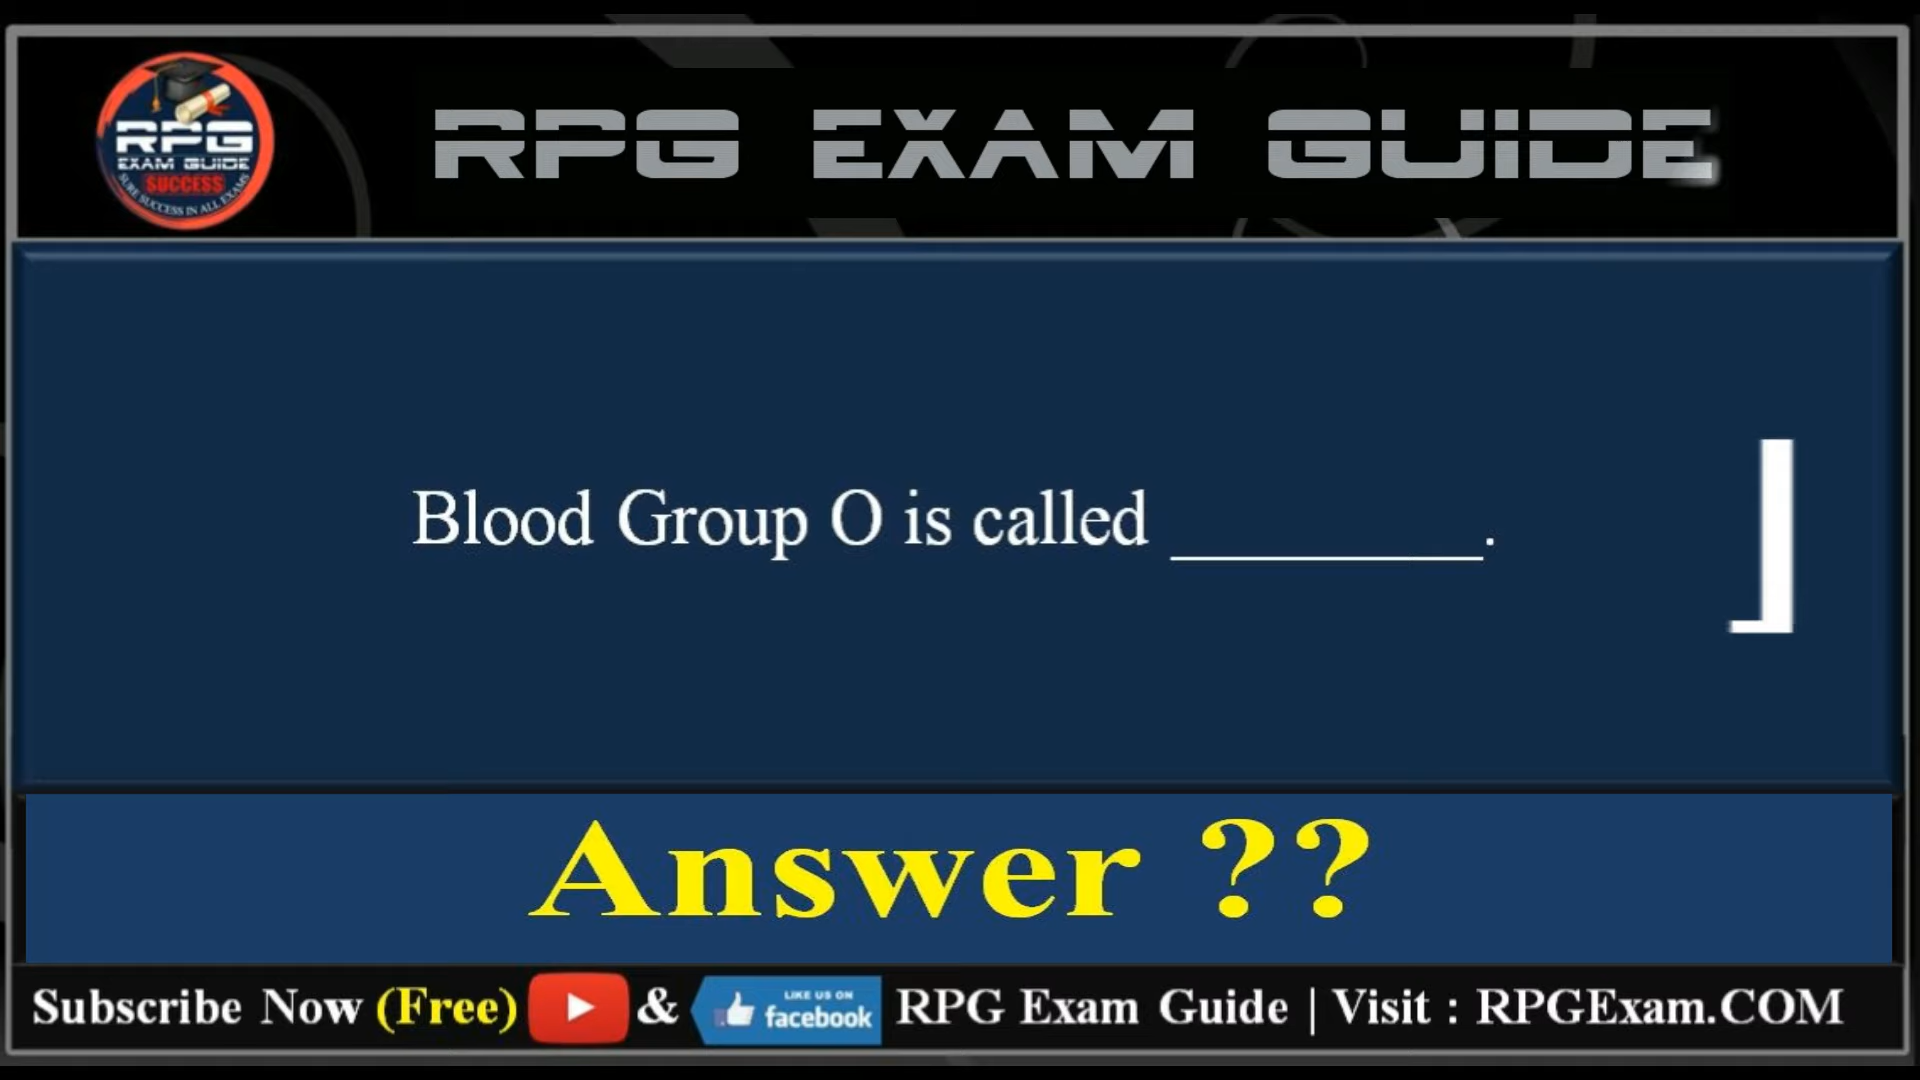 RPG
EXAM GUIDE
SUCCESS
SURE SUCCESS IN ALL EXAMS
RPG EXAM GUIDE
Blood Group O is called _________.
Answer ??
Subscribe Now (Free) & LIKE US ON facebook RPG Exam Guide | Visit : RPGExam.COM